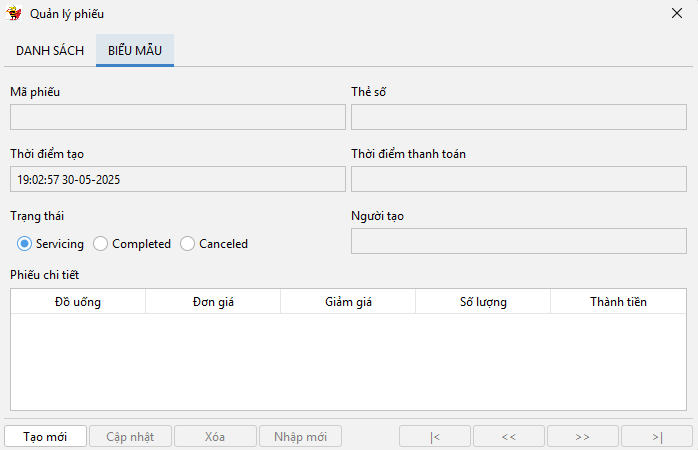 Quản lý phiếu
DANH SÁCH BIỂU MẪU
Mã phiếu Thẻ số
Thời điểm tạo Thời điểm thanh toán
19:02:57 30-05-2025
Trạng thái Người tạo
Servicing Completed Canceled
Phiếu chi tiết
Đồ uống Đơn giá Giảm giá Số lượng Thành tiền
Tạo mới Cập nhật Xóa Nhập mới |< << >> >|